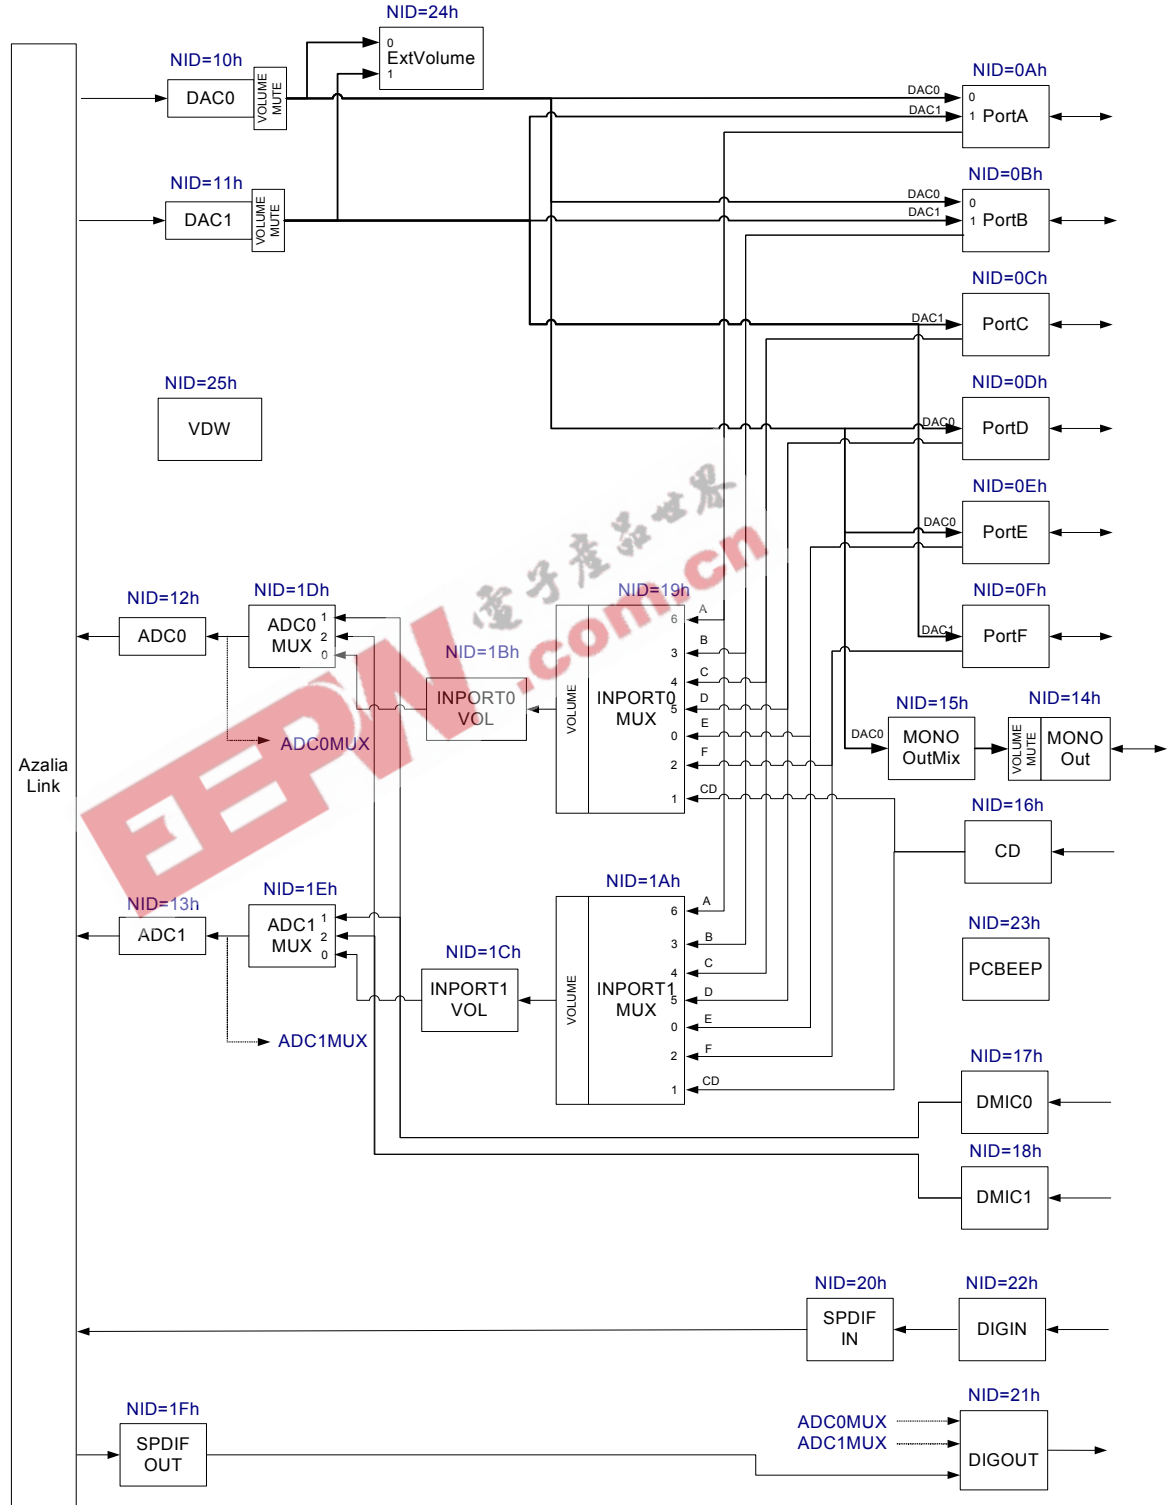 NID=24h
0
ExtVolume
1
NID=10h
DAC0
VOLUME
MUTE
NID=11h
DAC1
VOLUME
MUTE
NID=0Ah
DAC0
0
DAC1
1
PortA
NID=0Bh
DAC0
0
DAC1
1
PortB
NID=0Ch
DAC1
PortC
NID=25h
VDW
NID=0Dh
DAC0
PortD
NID=0Eh
DAC0
PortE
NID=0Fh
DAC1
PortF
電子產品世界
EEPW.com.cn
NID=12h
ADC0
NID=1Dh
ADC0
MUX
1
2
0
ADC0MUX
NID=1Bh
INPORT0
VOL
NID=19h
VOLUME
INPORT0
MUX
A
6
B
3
C
4
D
5
E
0
F
2
CD
1
NID=15h
DAC0
MONO
OutMix
NID=14h
VOLUME
MUTE
MONO
Out
Azalia
Link
NID=16h
CD
NID=13h
ADC1
NID=1Eh
ADC1
MUX
1
2
0
ADC1MUX
NID=1Ch
INPORT1
VOL
NID=1Ah
VOLUME
INPORT1
MUX
A
6
B
3
C
4
D
5
E
0
F
2
CD
1
NID=23h
PCBEEP
NID=17h
DMIC0
NID=18h
DMIC1
NID=20h
SPDIF
IN
NID=22h
DIGIN
NID=1Fh
SPDIF
OUT
NID=21h
ADC0MUX
ADC1MUX
DIGOUT